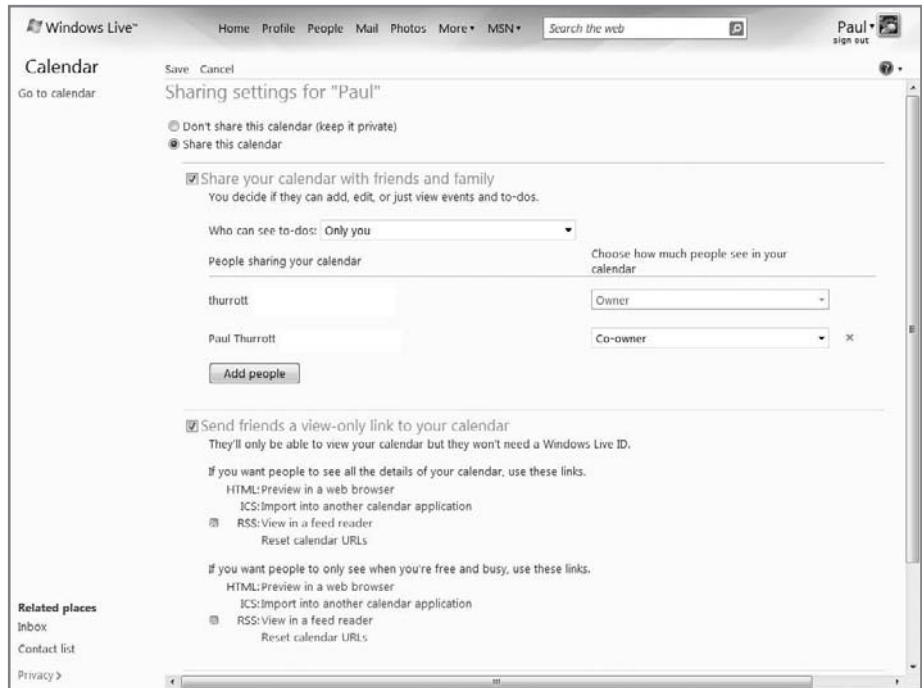 Windows Live™
Home Profile People Mail Photos More MSN Search the web
Paul
sign out
Calendar
Save Cancel
Go to calendar
Sharing settings for "Paul"
Don't share this calendar (keep it private)
Share this calendar
Share your calendar with friends and family
You decide if they can add, edit, or just view events and to-dos.
Who can see to-dos: Only you
People sharing your calendar
Choose how much people see in your
calendar
thurrott
Owner
Paul Thurrott
Co-owner
Add people
Send friends a view-only link to your calendar
They'll only be able to view your calendar but they won't need a Windows Live ID.
If you want people to see all the details of your calendar, use these links.
HTML: Preview in a web browser
ICS: Import into another calendar application
RSS: View in a feed reader
Reset calendar URLs
If you want people to only see when you're free and busy, use these links.
HTML: Preview in a web browser
ICS: Import into another calendar application
RSS: View in a feed reader
Reset calendar URLs
Related places
Inbox
Contact list
Privacy >